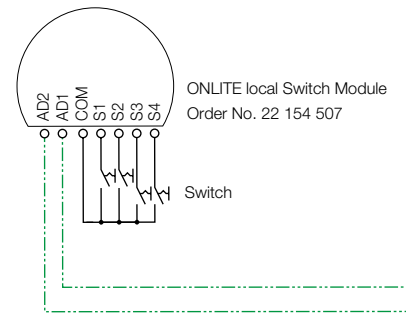 AD2
AD1
COM
S1
S2
S3
S4
ONLITE local Switch Module
Order No. 22 154 507
Switch